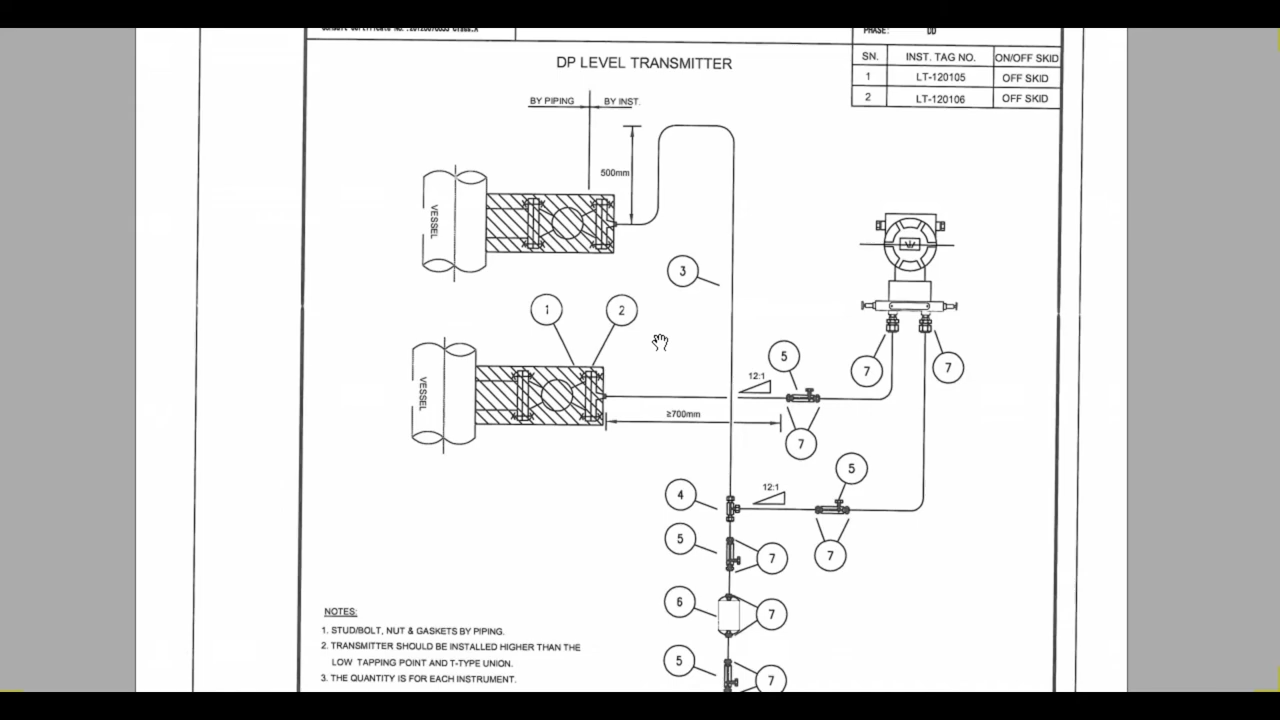 PHASE: DD
DP LEVEL TRANSMITTER
SN. INST. TAG NO. ON/OFF SKID
1 LT-120105 OFF SKID
2 LT-120106 OFF SKID
BY PIPING BY INST.
500mm
VESSEL
3
1 2
VESSEL
5
12:1
7 7
≥700mm
7
5
4
12:1
5
7
7
6
7
5
7
NOTES:
1. STUD/BOLT, NUT & GASKETS BY PIPING.
2. TRANSMITTER SHOULD BE INSTALLED HIGHER THAN THE
LOW TAPPING POINT AND T-TYPE UNION.
3. THE QUANTITY IS FOR EACH INSTRUMENT.